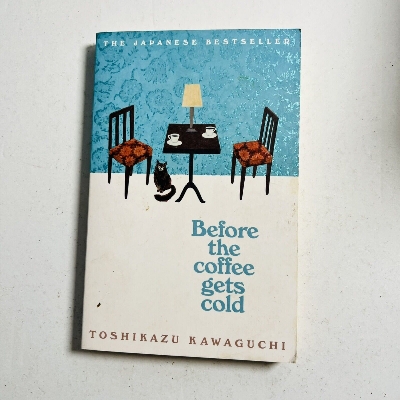 THE JAPANESE BESTSELLER
Before
the
coffee
gets
cold
TOSHIKAZU KAWAGUCHI